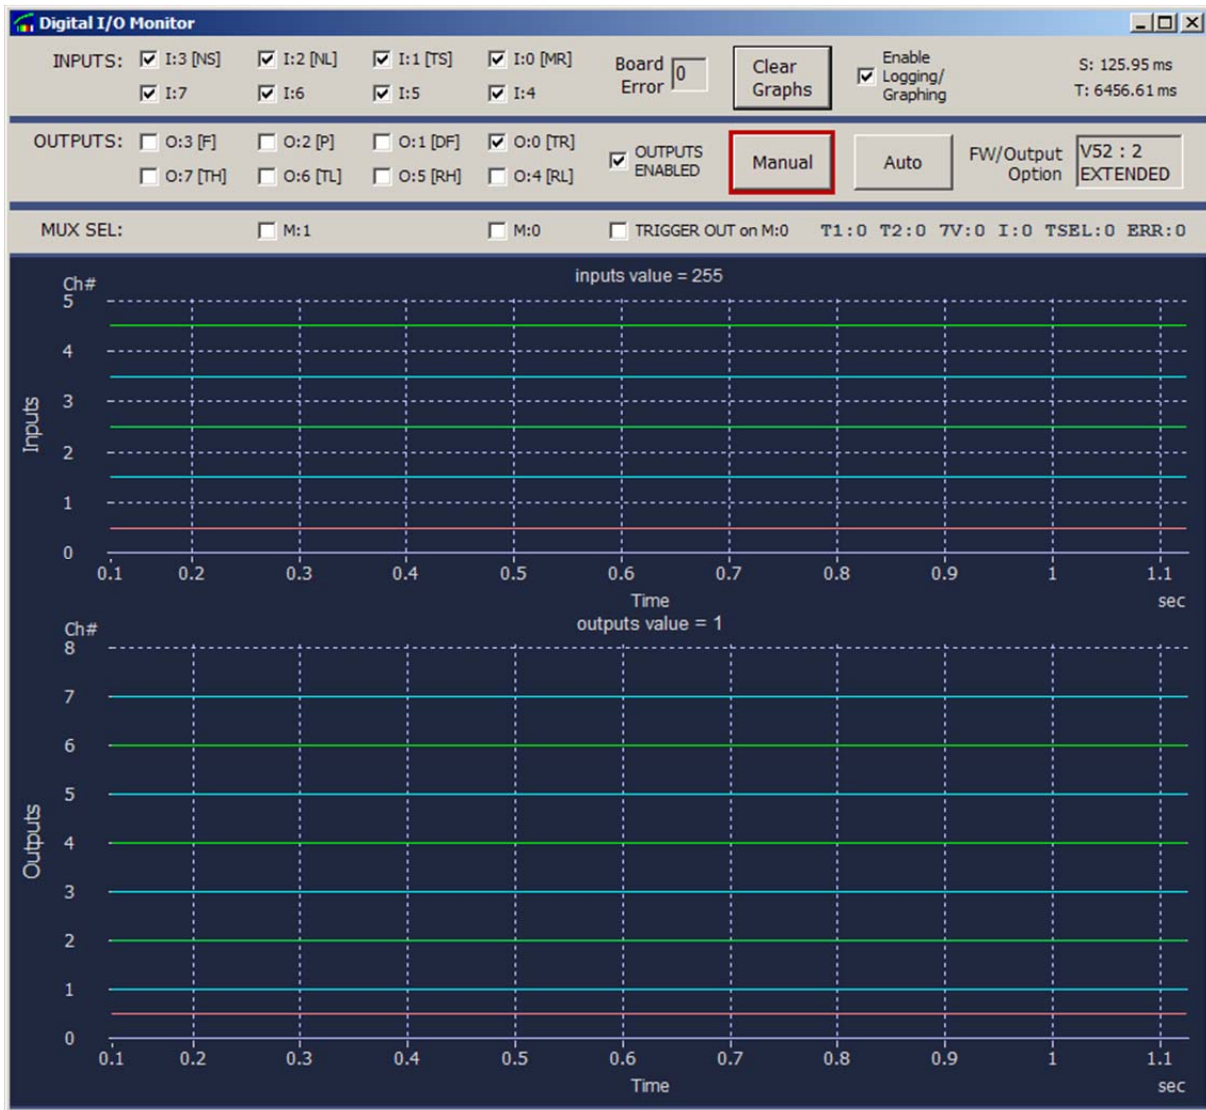 Digital I/O Monitor
INPUTS: I:3 [NS] I:2 [NL] I:1 [TS] I:0 [MR]
I:7 I:6 I:5 I:4
Board
Error
0
Clear
Graphs
Enable
Logging/
Graphing
S: 125.95 ms
T: 6456.61 ms
OUTPUTS: O:3 [F] O:2 [P] O:1 [DF] O:0 [TR]
O:7 [TH] O:6 [TL] O:5 [RH] O:4 [RL]
OUTPUTS
ENABLED
Manual
Auto
FW/Output
Option
V52 : 2
EXTENDED
MUX SEL: M:1 M:0 TRIGGER OUT on M:0 T1:0 T2:0 7V:0 I:0 TSEL:0 ERR:0
inputs value = 255
Ch#
5
4
3
2
1
0
Inputs
0.1 0.2 0.3 0.4 0.5 0.6 0.7 0.8 0.9 1 1.1
Time sec
outputs value = 1
Ch#
8
7
6
5
4
3
2
1
0
Outputs
0.1 0.2 0.3 0.4 0.5 0.6 0.7 0.8 0.9 1 1.1
Time sec